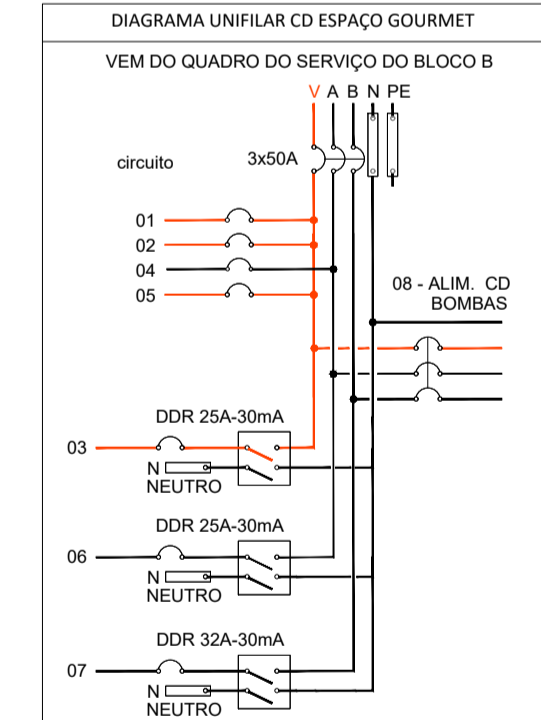 DIAGRAMA UNIFILAR CD ESPAÇO GOURMET
VEM DO QUADRO DO SERVIÇO DO BLOCO B
V A B N PE
circuito
3x50A
01
02
04
05
08 - ALIM. CD
BOMBAS
DDR 25A-30mA
03
N
NEUTRO
DDR 25A-30mA
06
N
NEUTRO
DDR 32A-30mA
07
N
NEUTRO